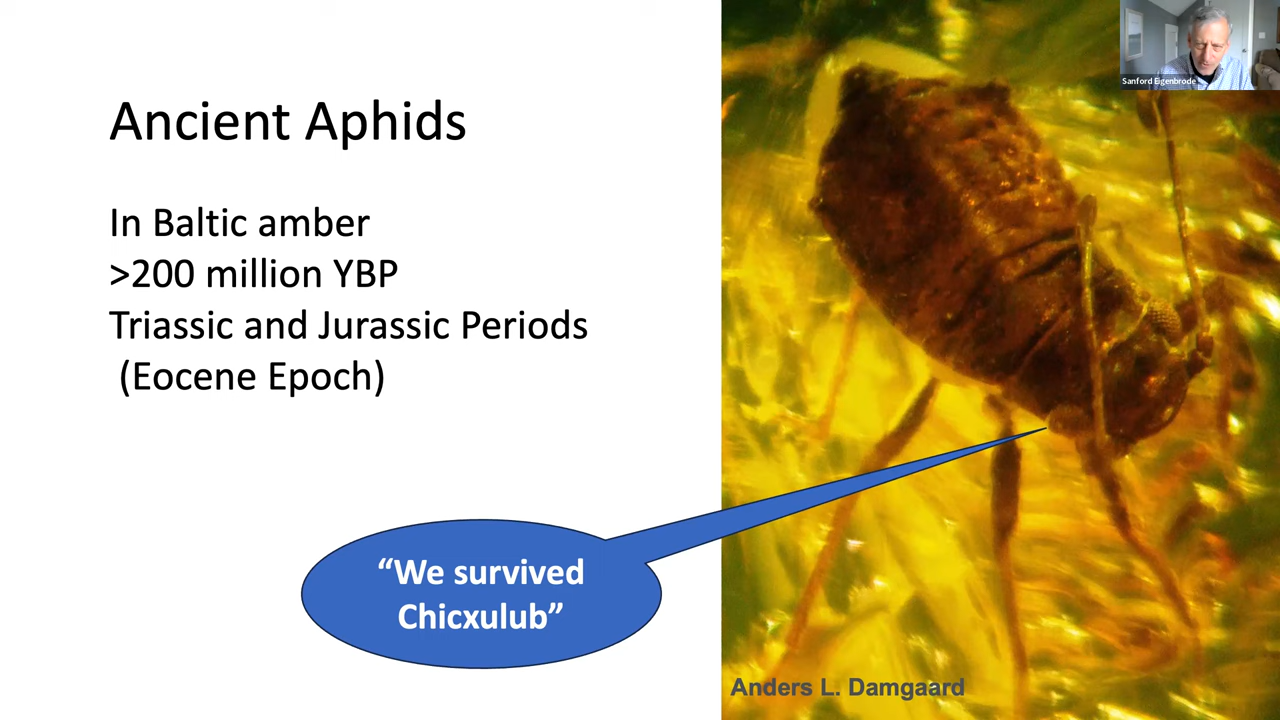 Sanford Eigenbrode
Ancient Aphids
In Baltic amber
>200 million YBP
Triassic and Jurassic Periods
(Eocene Epoch)
“We survived
Chicxulub”
Anders L. Damgaard